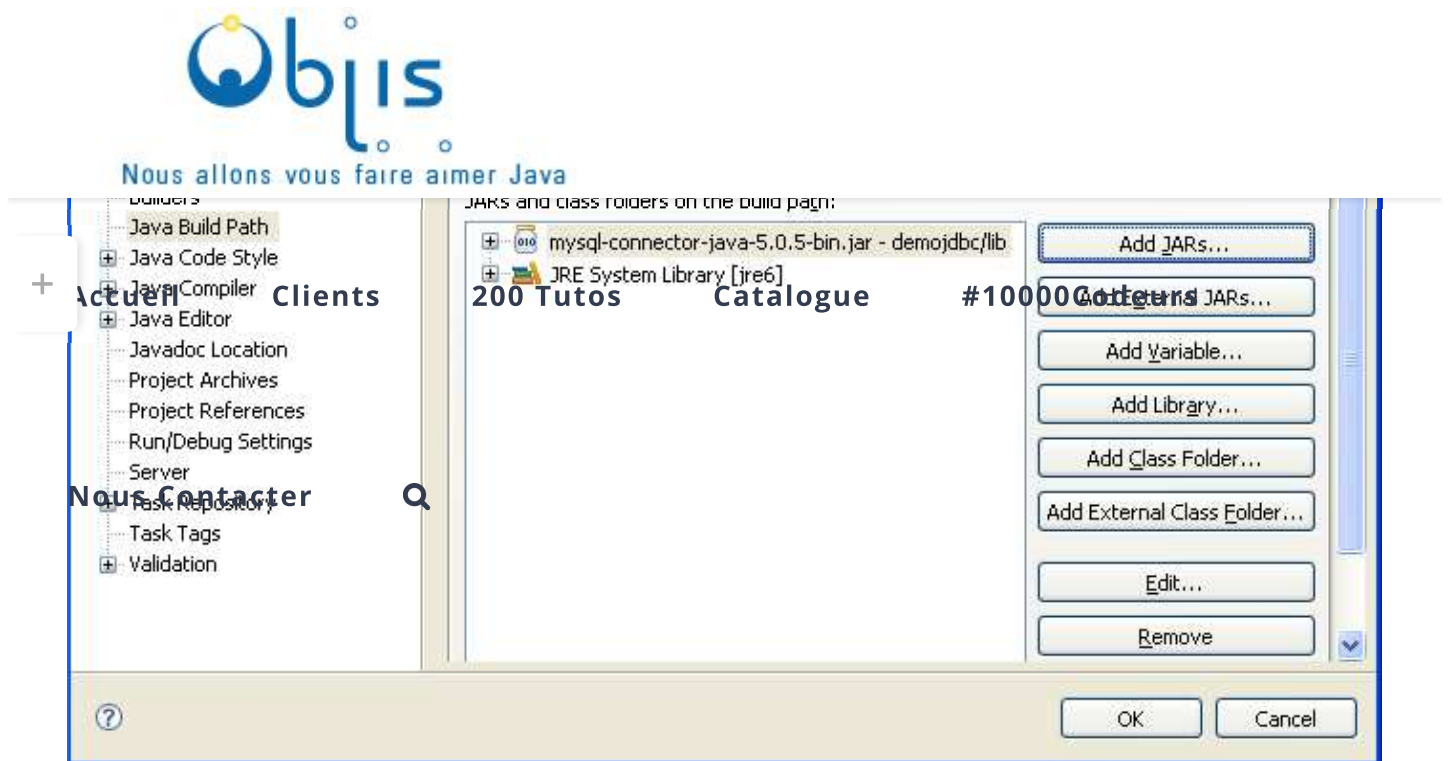 Objis
Nous allons vous faire aimer Java
Builders
JARs and class folders on the build path:
Java Build Path
mysql-connector-java-5.0.5-bin.jar - demojdbc/lib
Add JARs...
Java Code Style
JRE System Library [jre6]
Java Compiler
Accueil
Clients
200 Tutos
Catalogue
#10000Codeurs
Add External JARs...
Java Editor
Javadoc Location
Add Variable...
Project Archives
Project References
Add Library...
Run/Debug Settings
Add Class Folder...
Server
Nous Contacter
Task Repository
Add External Class Folder...
Task Tags
Validation
Edit...
Remove
OK
Cancel